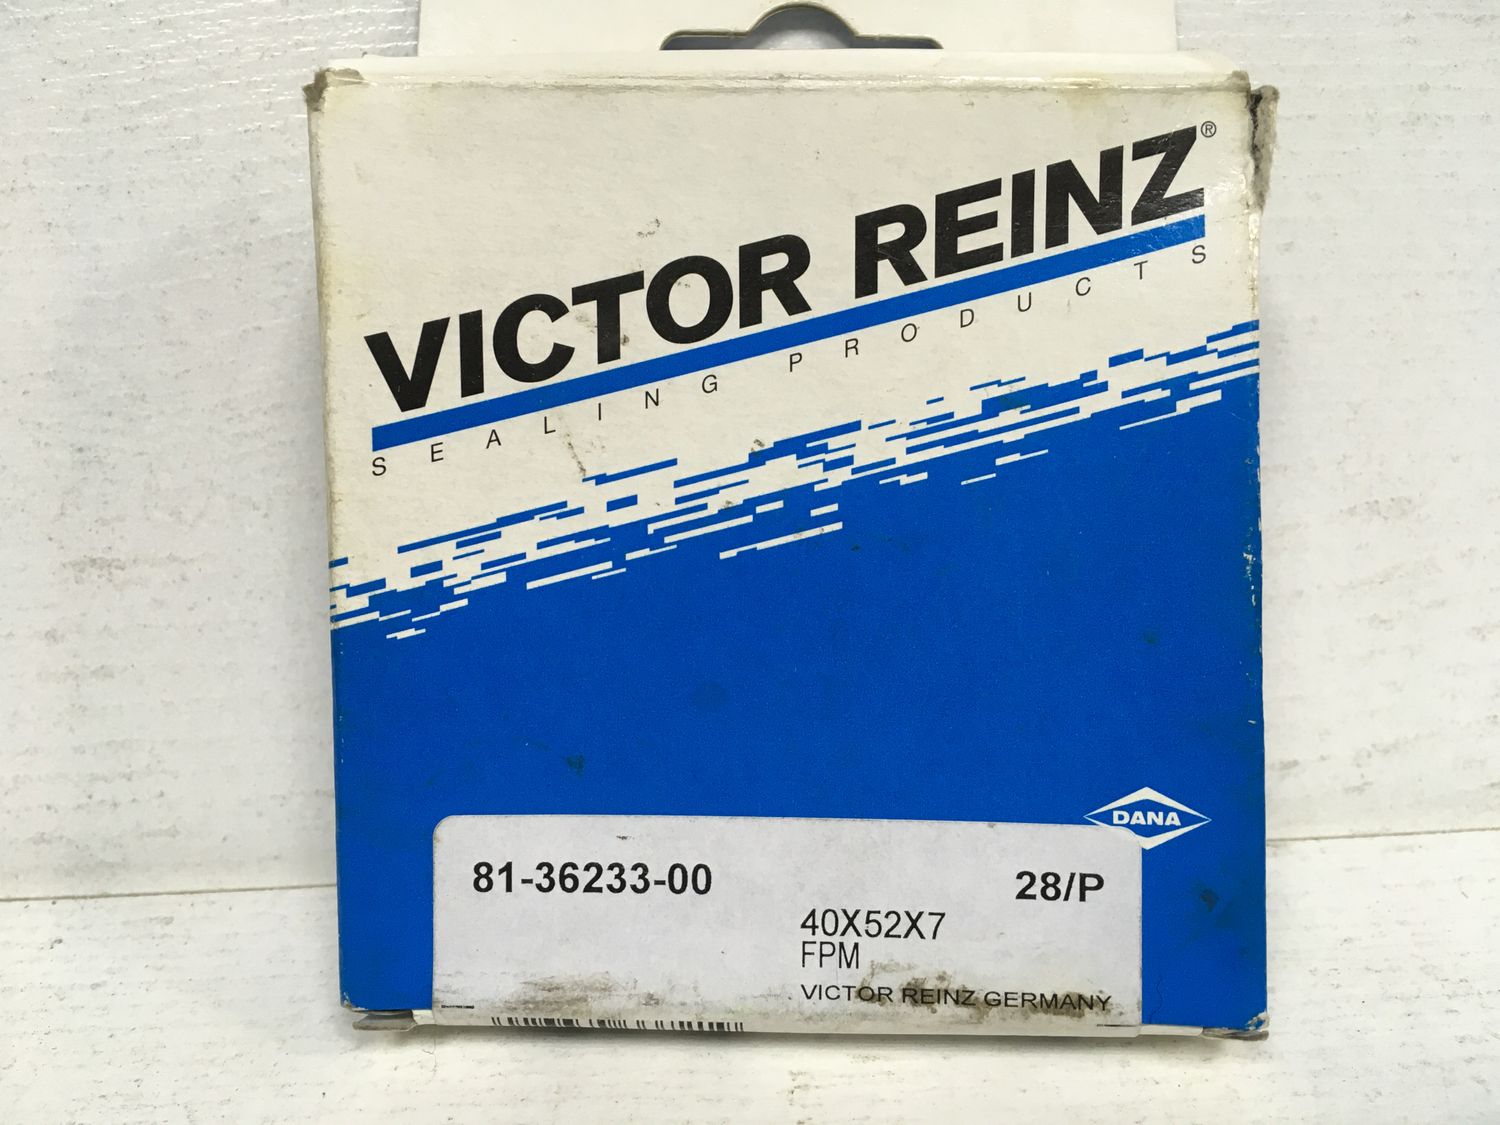 VICTOR REINZ®
SEALING PRODUCTS
DANA
81-36233-00 28/P
40X52X7
FPM
VICTOR REINZ GERMANY